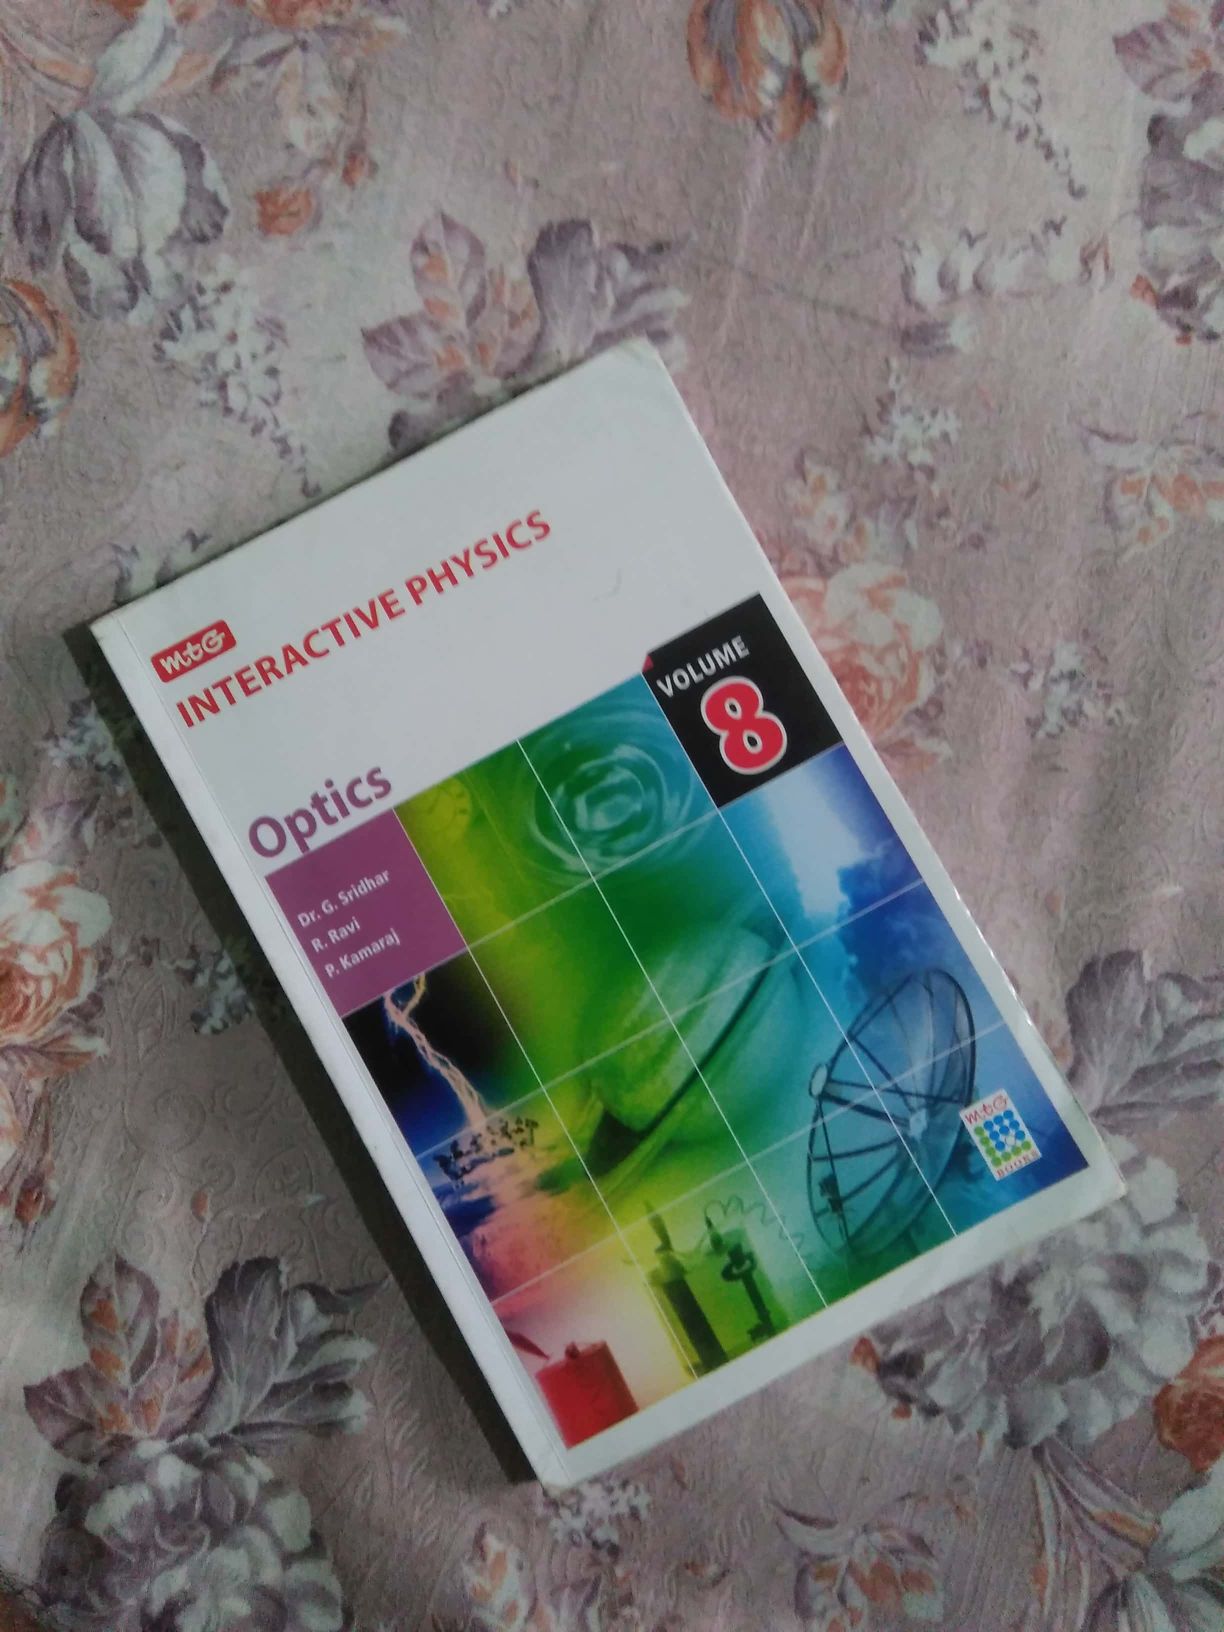 mtG
INTERACTIVE PHYSICS
VOLUME
8
Optics
Dr. G. Sridhar
R. Ravi
P. Kamaraj
mtG
BOOKS